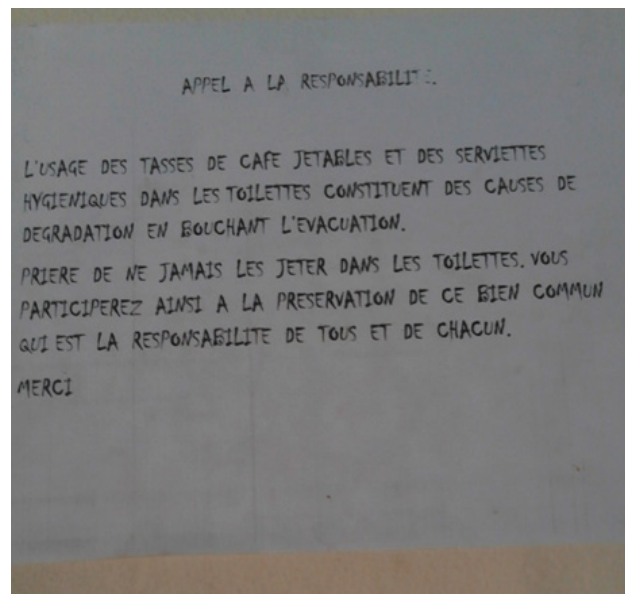 APPEL A LA RESPONSABILITE.
L'USAGE DES TASSES DE CAFE JETABLES ET DES SERVIETTES
HYGIENIQUES DANS LES TOILETTES CONSTITUENT DES CAUSES DE
DEGRADATION EN BOUCHANT L'EVACUATION.
PRIERE DE NE JAMAIS LES JETER DANS LES TOILETTES. VOUS
PARTICIPEREZ AINSI A LA PRESERVATION DE CE BIEN COMMUN
QUI EST LA RESPONSABILITE DE TOUS ET DE CHACUN.
MERCI